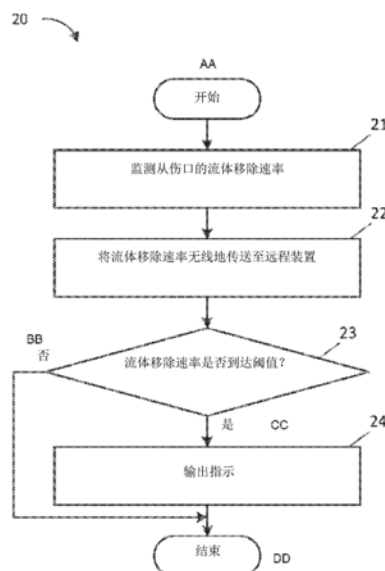 20
AA
开始
21
监测从伤口的流体移除速率
22
将流体移除速率无线地传送至远程装置
23
BB
否
流体移除速率是否到达阈值?
是
CC
24
输出指示
结束
DD